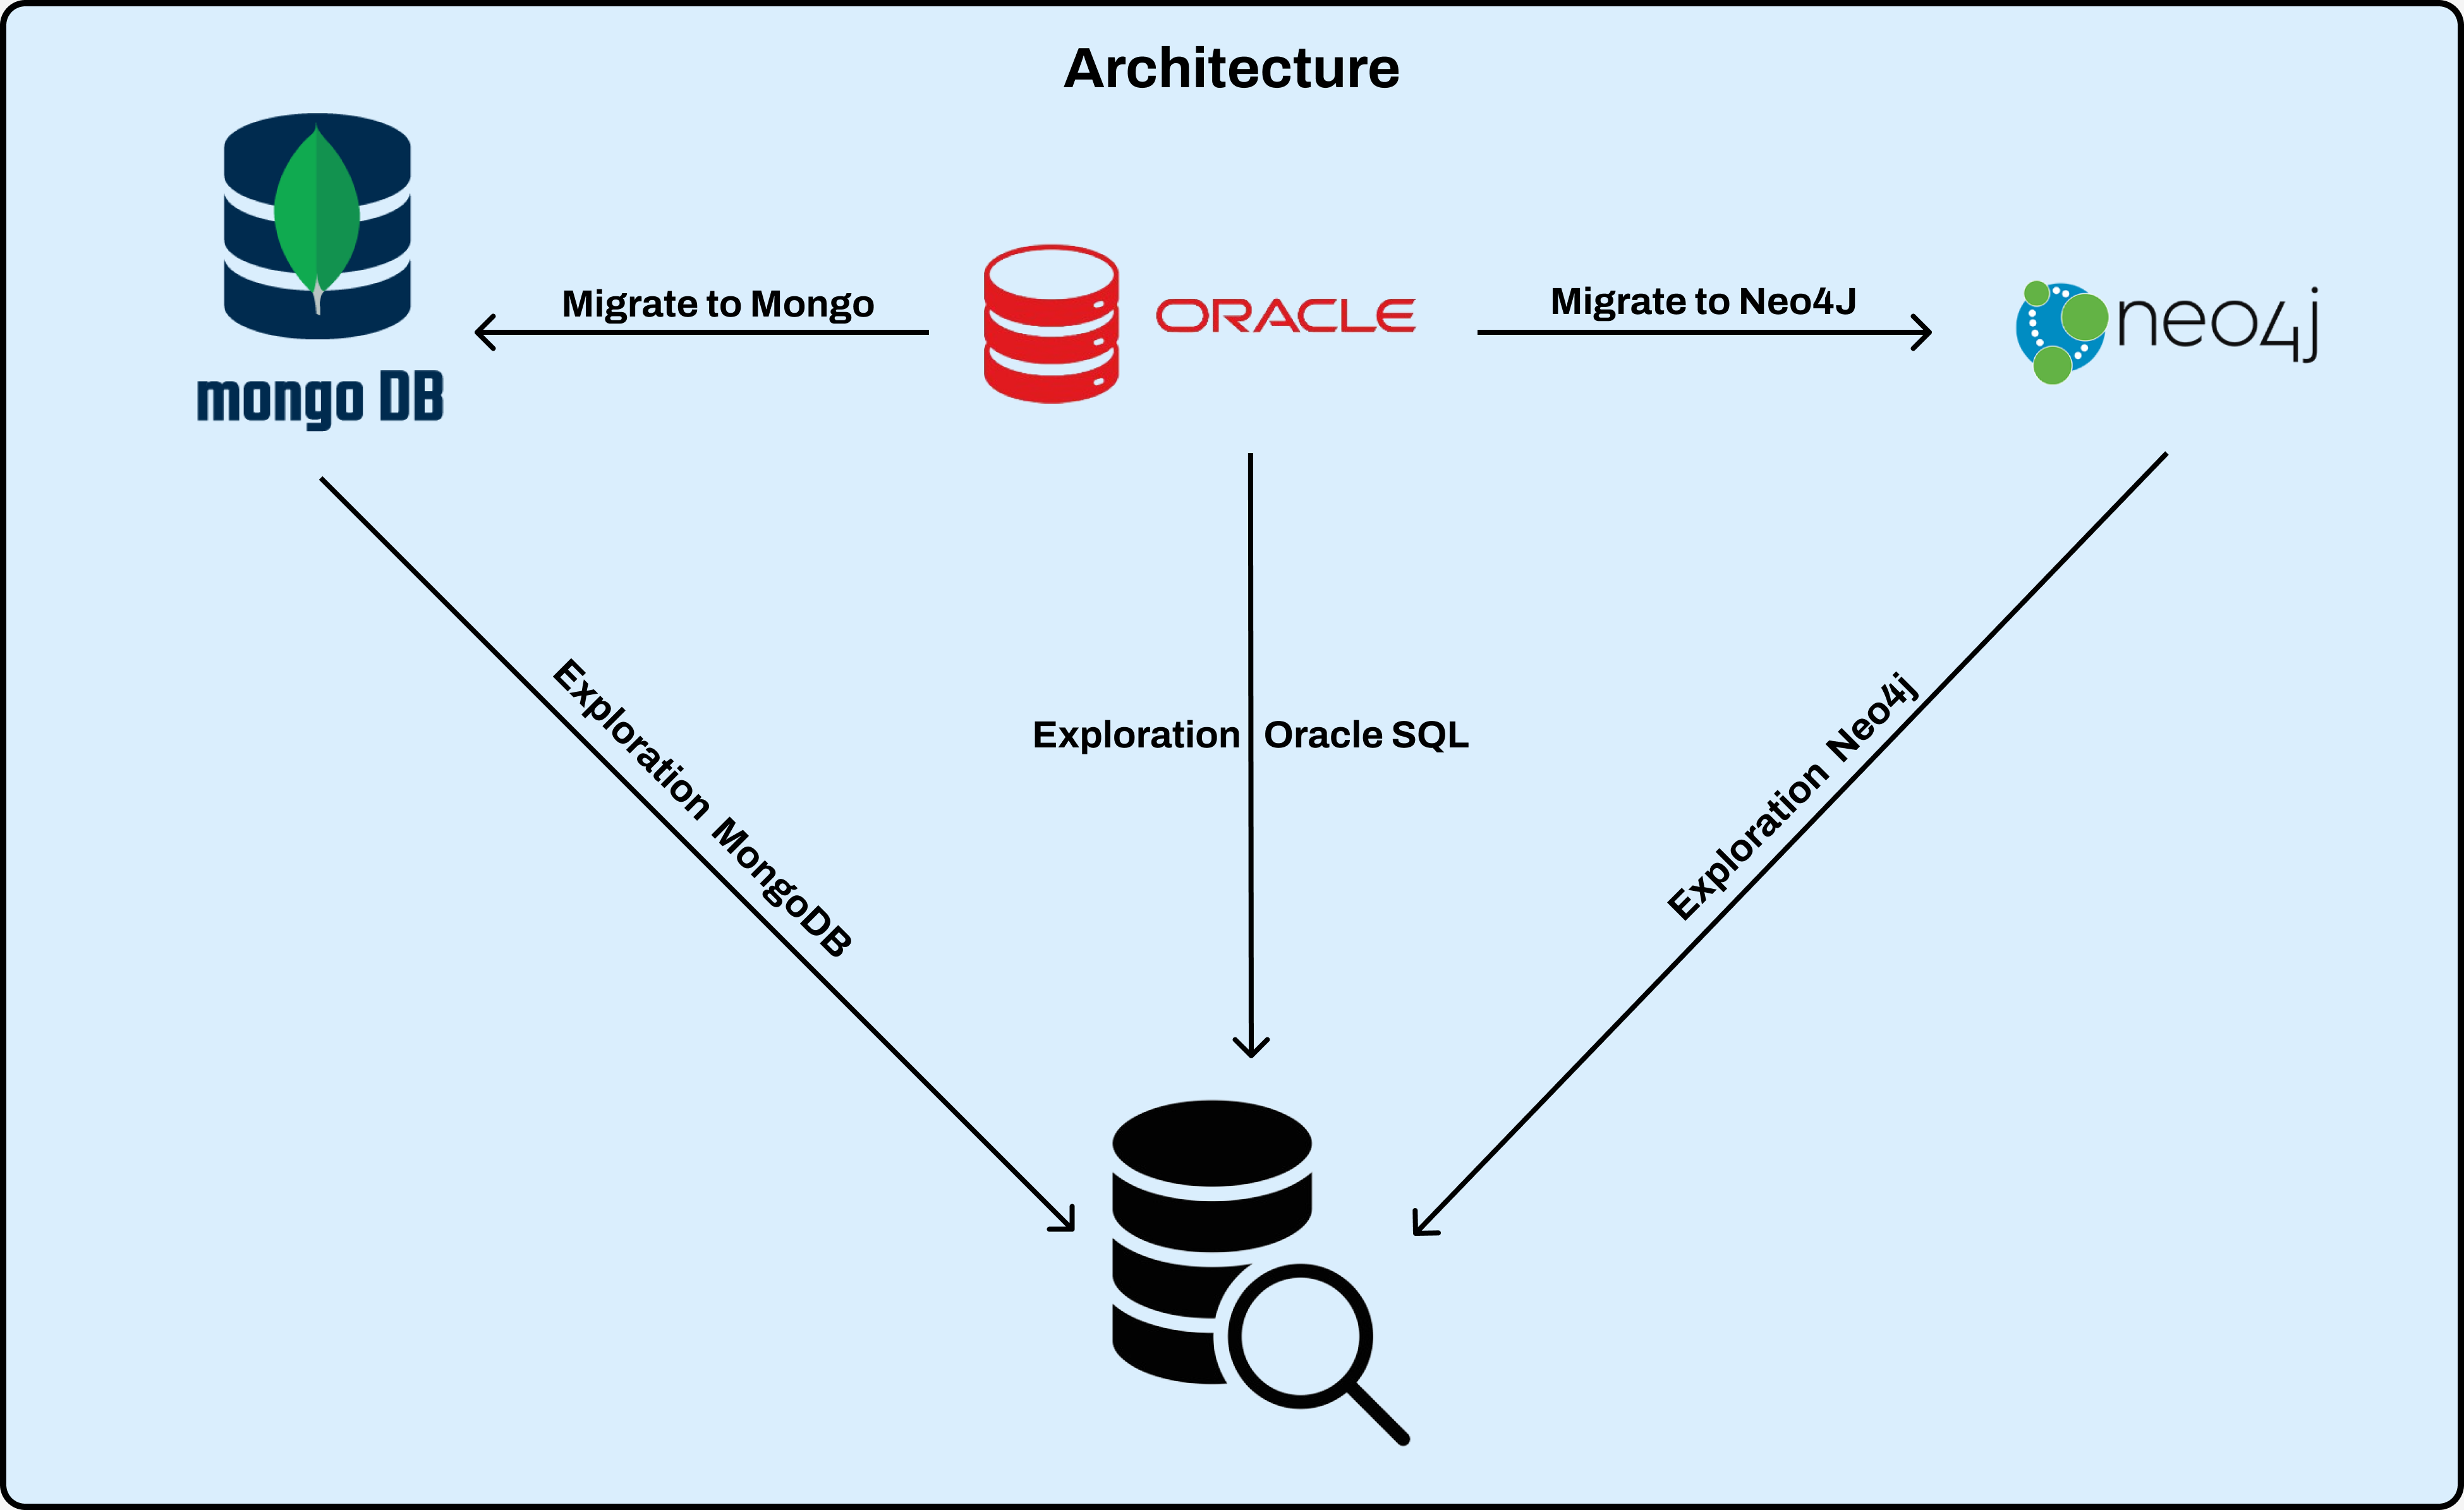 Architecture
Migrate to Mongo
Migrate to Neo4J
ORACLE
neo4j
mongo DB
Exploration MongoDB
Exploration Oracle SQL
Exploration Neo4j